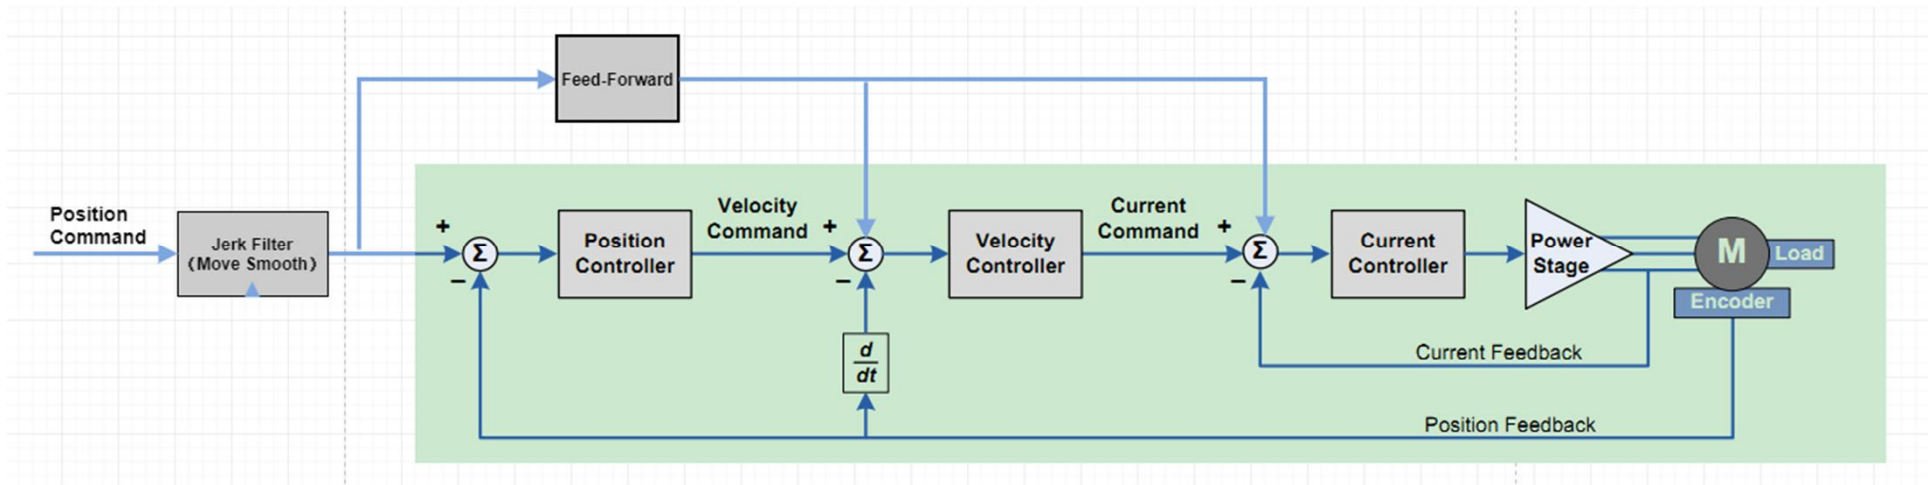 Feed-Forward
Position
Command
Jerk Filter
(Move Smooth)
+
Σ
−
Position
Controller
Velocity
Command
+
Σ
−
Velocity
Controller
Current
Command
+
Σ
−
Current
Controller
Power
Stage
M
Load
Encoder
d
dt
Current Feedback
Position Feedback